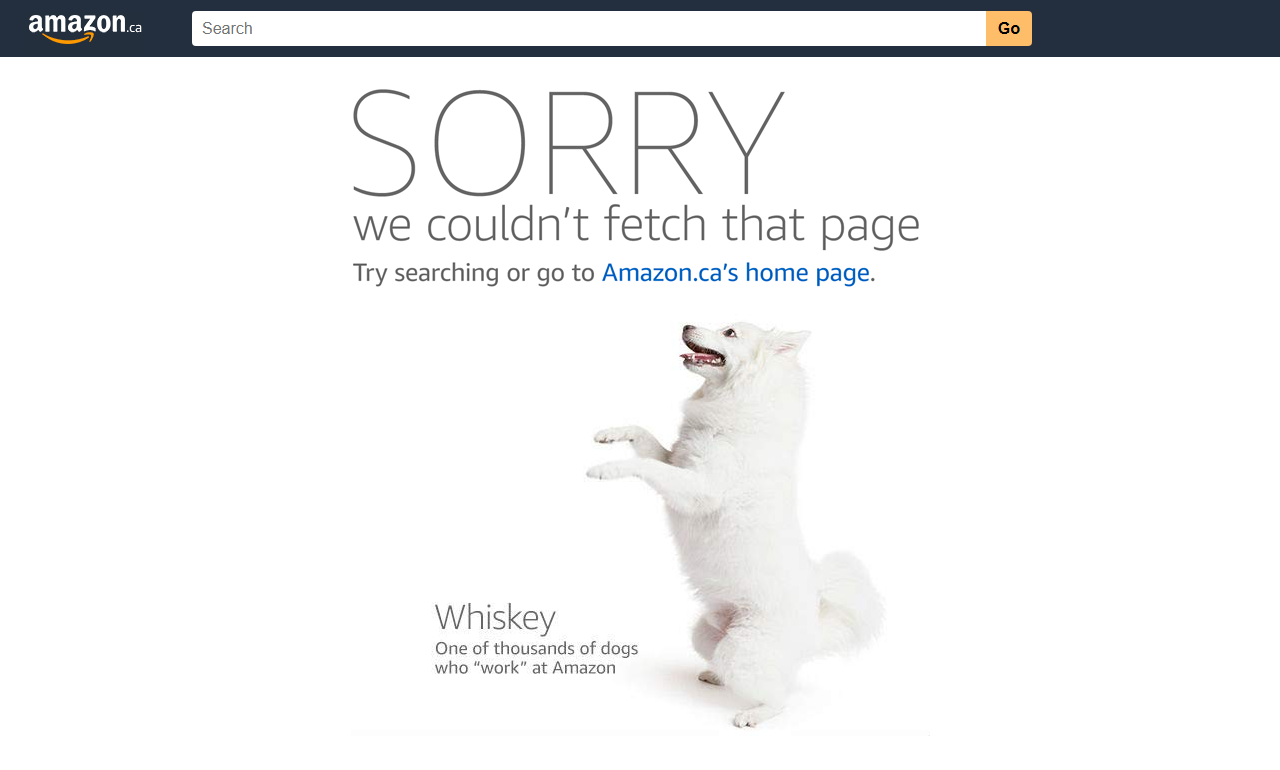 amazon.ca
Search
Go
SORRY
we couldn't fetch that page
Try searching or go to Amazon.ca's home page.
Whiskey
One of thousands of dogs
who “work” at Amazon